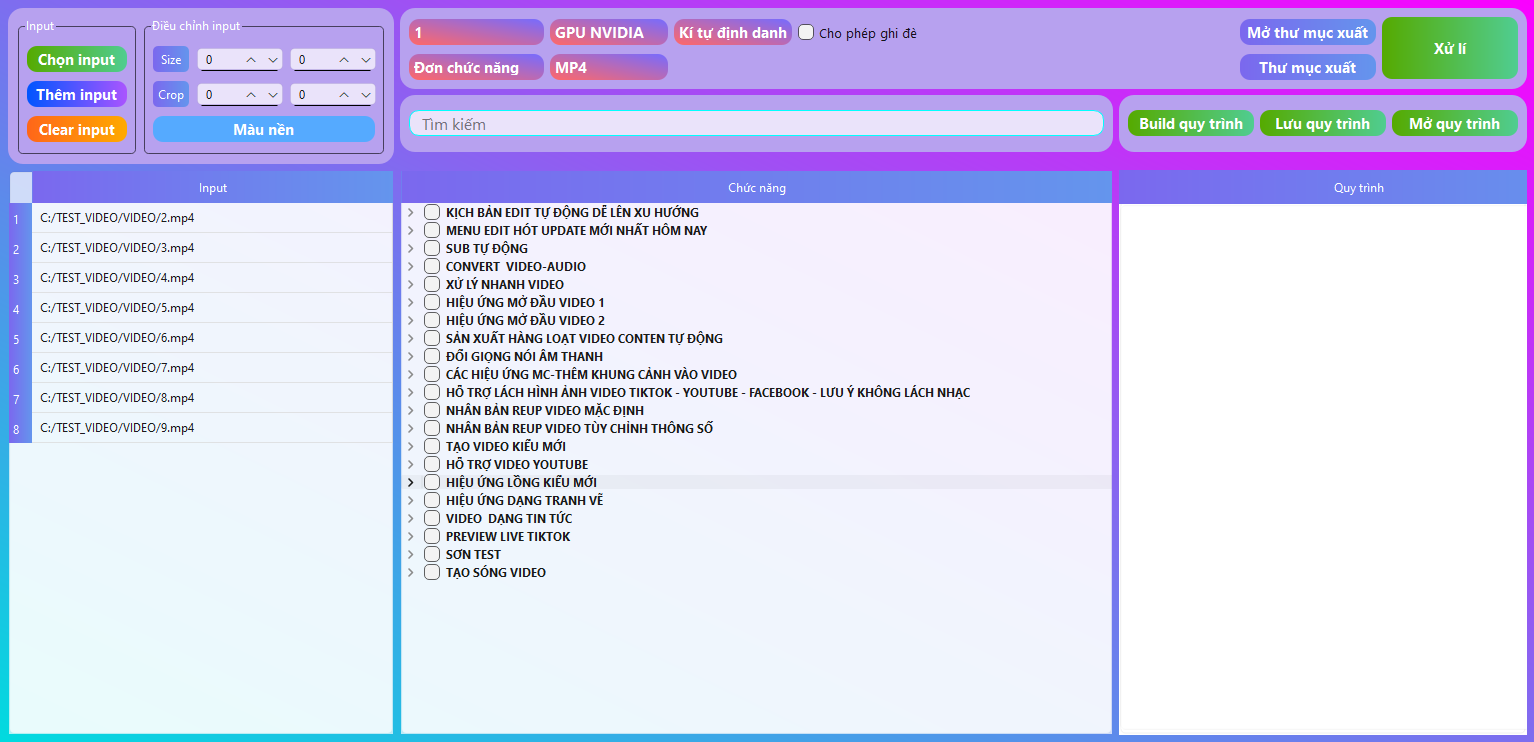 Input
Chọn input
Thêm input
Clear input
Điều chỉnh input
Size 0 0
Crop 0 0
Màu nền
1 GPU NVIDIA Kí tự định danh Cho phép ghi đè
Đơn chức năng MP4
Mở thư mục xuất
Thư mục xuất
Xử lí
Tìm kiếm
Build quy trình Lưu quy trình Mở quy trình
Input
1 C:/TEST_VIDEO/VIDEO/2.mp4
2 C:/TEST_VIDEO/VIDEO/3.mp4
3 C:/TEST_VIDEO/VIDEO/4.mp4
4 C:/TEST_VIDEO/VIDEO/5.mp4
5 C:/TEST_VIDEO/VIDEO/6.mp4
6 C:/TEST_VIDEO/VIDEO/7.mp4
7 C:/TEST_VIDEO/VIDEO/8.mp4
8 C:/TEST_VIDEO/VIDEO/9.mp4
Chức năng
KỊCH BẢN EDIT TỰ ĐỘNG DỄ LÊN XU HƯỚNG
MENU EDIT HÓT UPDATE MỚI NHẤT HÔM NAY
SUB TỰ ĐỘNG
CONVERT  VIDEO-AUDIO
XỬ LÝ NHANH VIDEO
HIỆU ỨNG MỞ ĐẦU VIDEO 1
HIỆU ỨNG MỞ ĐẦU VIDEO 2
SẢN XUẤT HÀNG LOẠT VIDEO CONTEN TỰ ĐỘNG
ĐỔI GIỌNG NÓI ÂM THANH
CÁC HIỆU ỨNG MC-THÊM KHUNG CẢNH VÀO VIDEO
HỖ TRỢ LÁCH HÌNH ẢNH VIDEO TIKTOK - YOUTUBE - FACEBOOK - LƯU Ý KHÔNG LÁCH NHẠC
NHÂN BẢN REUP VIDEO MẶC ĐỊNH
NHÂN BẢN REUP VIDEO TÙY CHỈNH THÔNG SỐ
TẠO VIDEO KIỂU MỚI
HỖ TRỢ VIDEO YOUTUBE
HIỆU ỨNG LỒNG KIỂU MỚI
HIỆU ỨNG DẠNG TRANH VẼ
VIDEO  DẠNG TIN TỨC
PREVIEW LIVE TIKTOK
SƠN TEST
TẠO SÓNG VIDEO
Quy trình